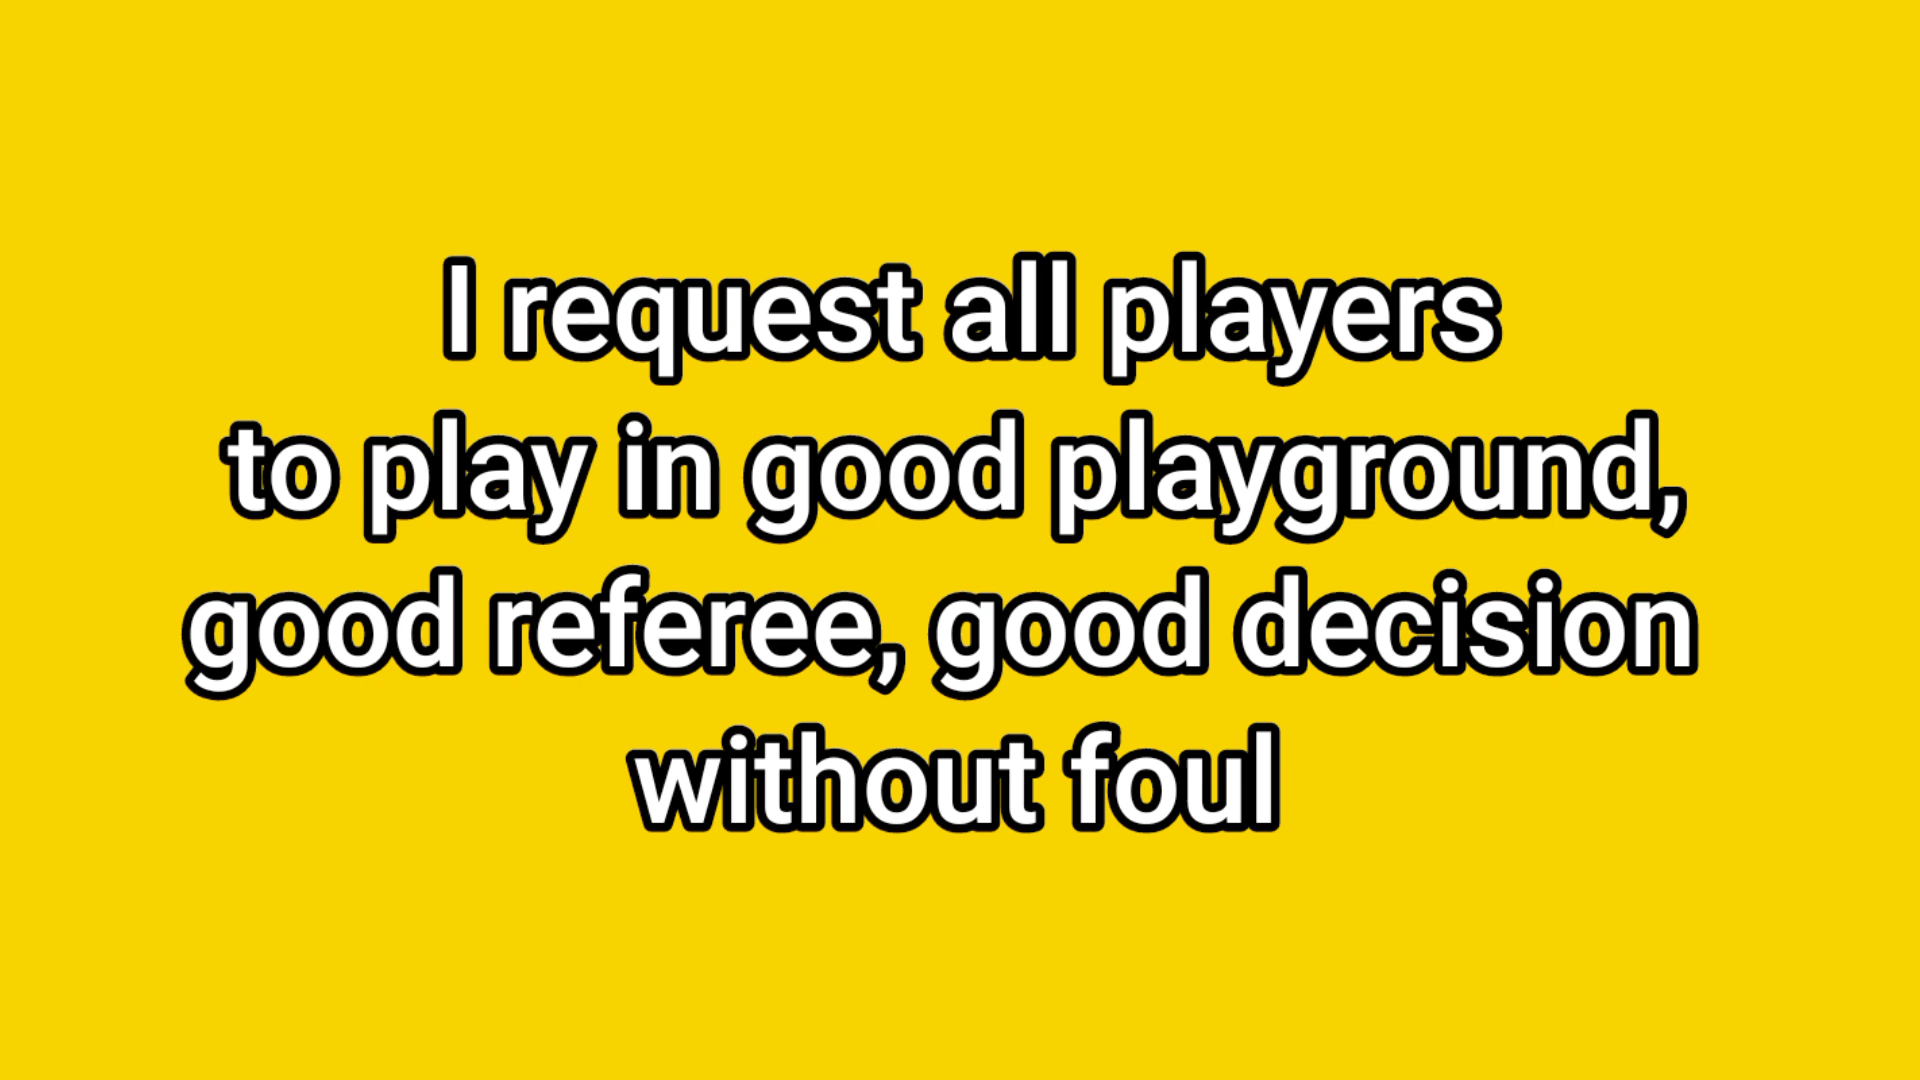 I request all players
to play in good playground,
good referee, good decision
without foul